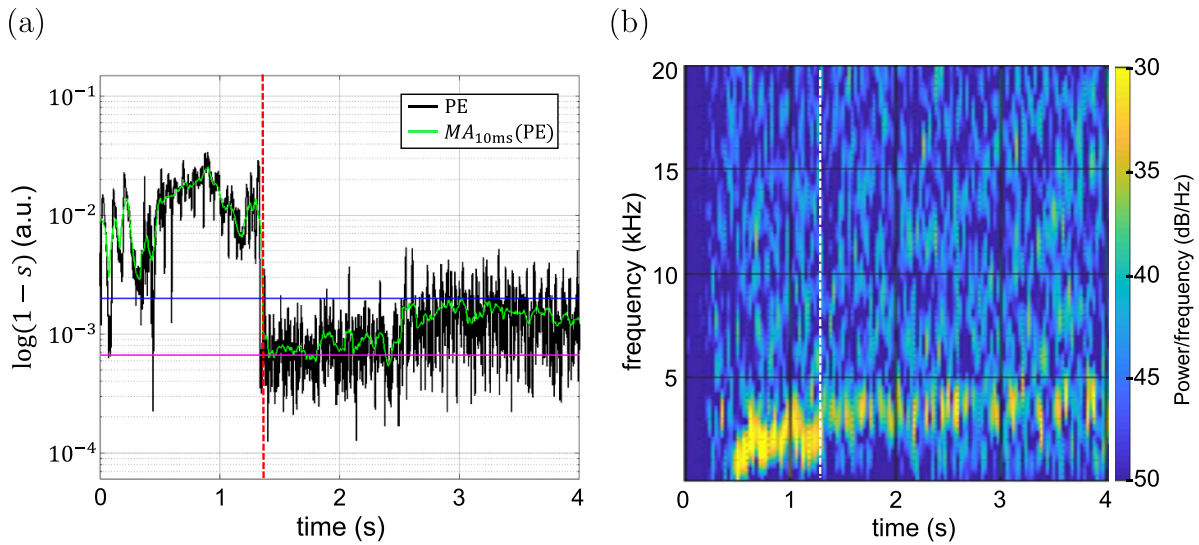 (a)
(b)
log(1 − s) (a.u.)
10⁻¹
10⁻²
10⁻³
10⁻⁴
PE
MA₁₀ₘₛ(PE)
0 1 2 3 4
time (s)
frequency (kHz)
20
15
10
5
0 1 2 3 4
time (s)
-30
-35
-40
-45
-50
Power/frequency (dB/Hz)